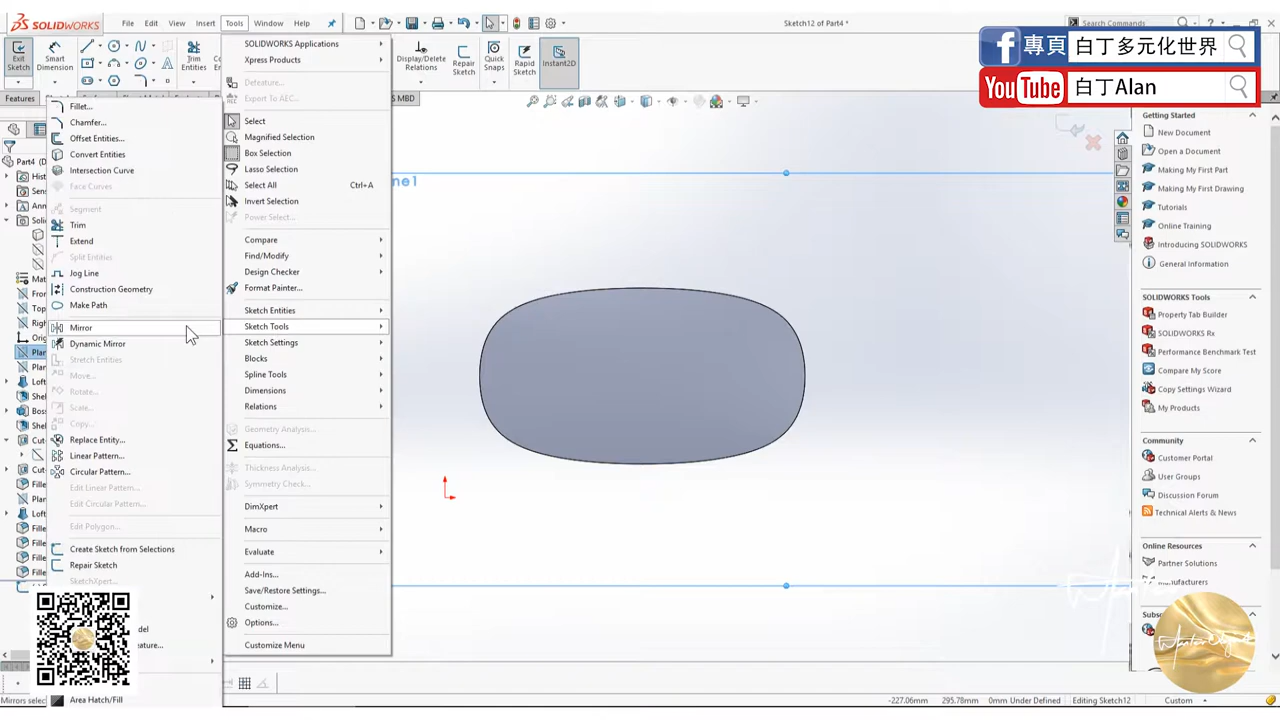 SOLIDWORKS
File
Edit
View
Insert
Tools
Window
Help
Sketch12 of Part4 *
Search Commands
專頁
白丁多元化世界
YouTube
白丁Alan
Exit Sketch
Smart Dimension
Trim Entities
Display/Delete Relations
Repair Sketch
Quick Snaps
Rapid Sketch
Instant2D
Features
MBD
Fillet...
Chamfer...
Offset Entities...
Convert Entities
Intersection Curve
Face Curves
Segment
Trim
Extend
Split Entities
Jog Line
Construction Geometry
Make Path
Mirror
Dynamic Mirror
Stretch Entities
Move...
Rotate...
Scale...
Copy...
Replace Entity...
Linear Pattern...
Circular Pattern...
Edit Linear Pattern...
Edit Circular Pattern...
Edit Polygon...
Create Sketch from Selections
Repair Sketch
SketchXpert...
Area Hatch/Fill
SOLIDWORKS Applications
Xpress Products
Defeature...
Export To AEC...
Select
Magnified Selection
Box Selection
Lasso Selection
Select All Ctrl+A
Invert Selection
Power Select...
Compare
Find/Modify
Design Checker
Format Painter...
Sketch Entities
Sketch Tools
Sketch Settings
Blocks
Spline Tools
Dimensions
Relations
Geometry Analysis...
Equations...
Thickness Analysis...
Symmetry Check...
DimXpert
Macro
Evaluate
Add-Ins...
Save/Restore Settings...
Customize...
Options...
Customize Menu
Getting Started
New Document
Open a Document
Making My First Part
Making My First Drawing
Tutorials
Online Training
Introducing SOLIDWORKS
General Information
SOLIDWORKS Tools
Property Tab Builder
SOLIDWORKS Rx
Performance Benchmark Test
Compare My Score
Copy Settings Wizard
My Products
Community
Customer Portal
User Groups
Discussion Forum
Technical Alerts & News
Online Resources
Partner Solutions
-227.06mm
295.78mm
0mm
Under Defined
Editing Sketch12
Custom